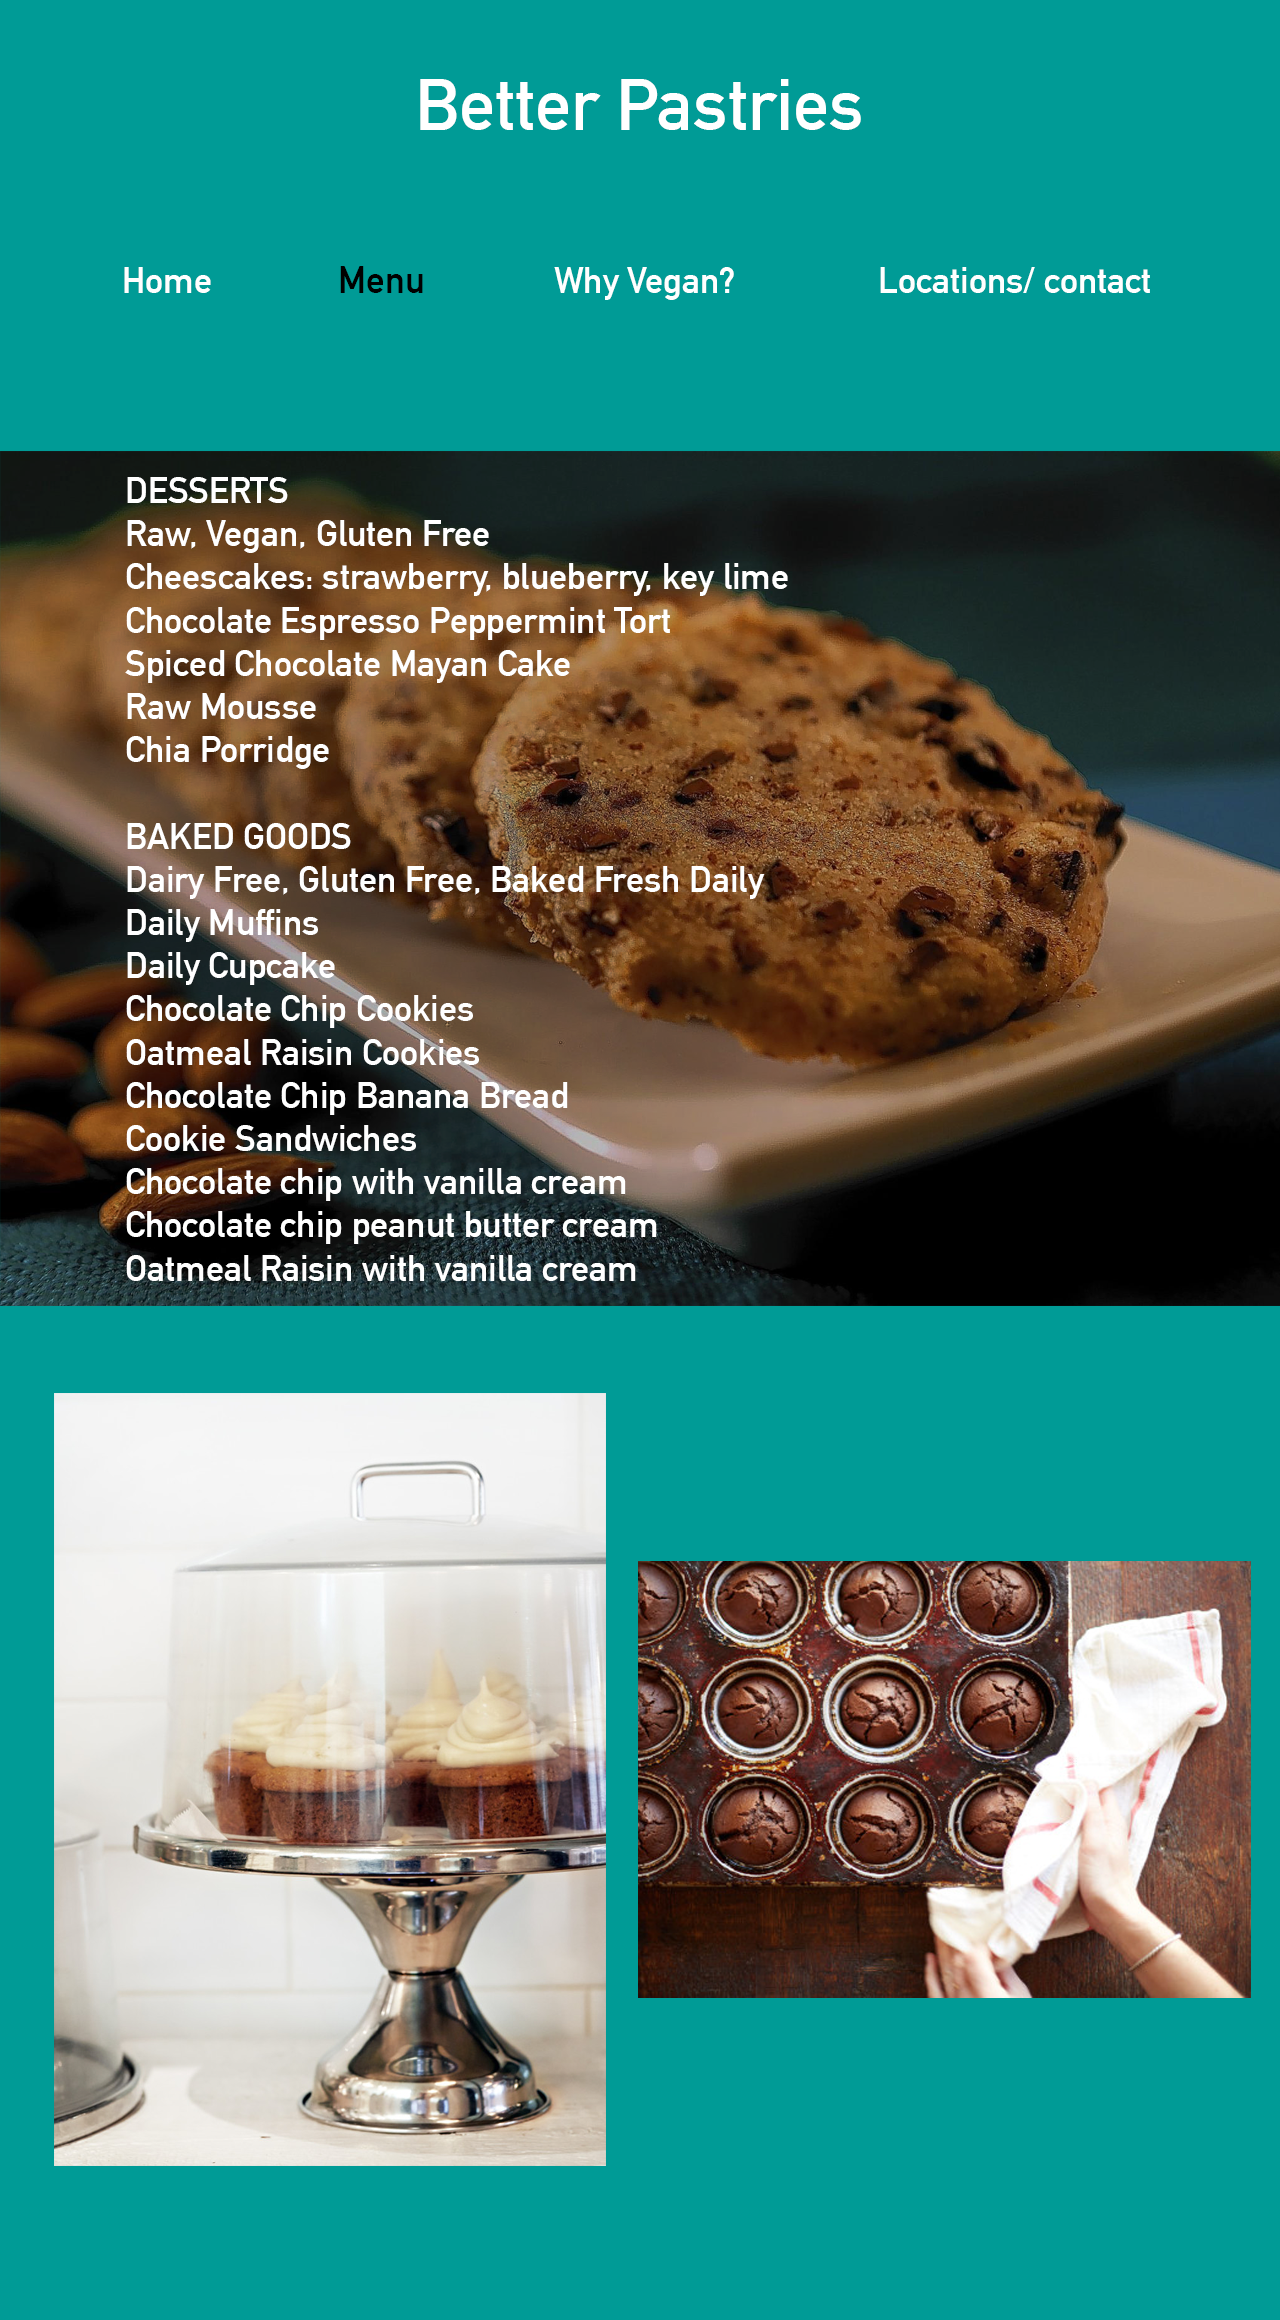 Better Pastries
Home
Menu
Why Vegan?
Locations/ contact
DESSERTS
Raw, Vegan, Gluten Free
Cheescakes: strawberry, blueberry, key lime
Chocolate Espresso Peppermint Tort
Spiced Chocolate Mayan Cake
Raw Mousse
Chia Porridge
BAKED GOODS
Dairy Free, Gluten Free, Baked Fresh Daily
Daily Muffins
Daily Cupcake
Chocolate Chip Cookies
Oatmeal Raisin Cookies
Chocolate Chip Banana Bread
Cookie Sandwiches
Chocolate chip with vanilla cream
Chocolate chip peanut butter cream
Oatmeal Raisin with vanilla cream